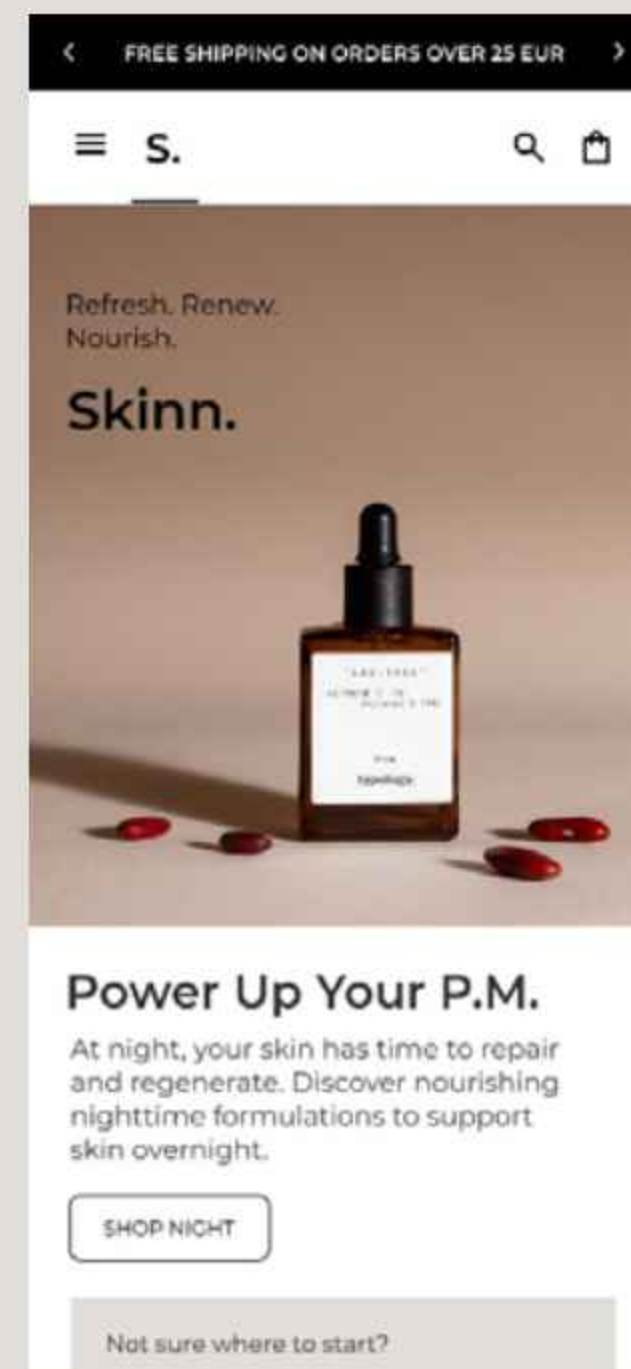 FREE SHIPPING ON ORDERS OVER 25 EUR
S.
Refresh. Renew.
Nourish.
Skinn.
typology
Power Up Your P.M.
At night, your skin has time to repair
and regenerate. Discover nourishing
nighttime formulations to support
skin overnight.
SHOP NIGHT
Not sure where to start?